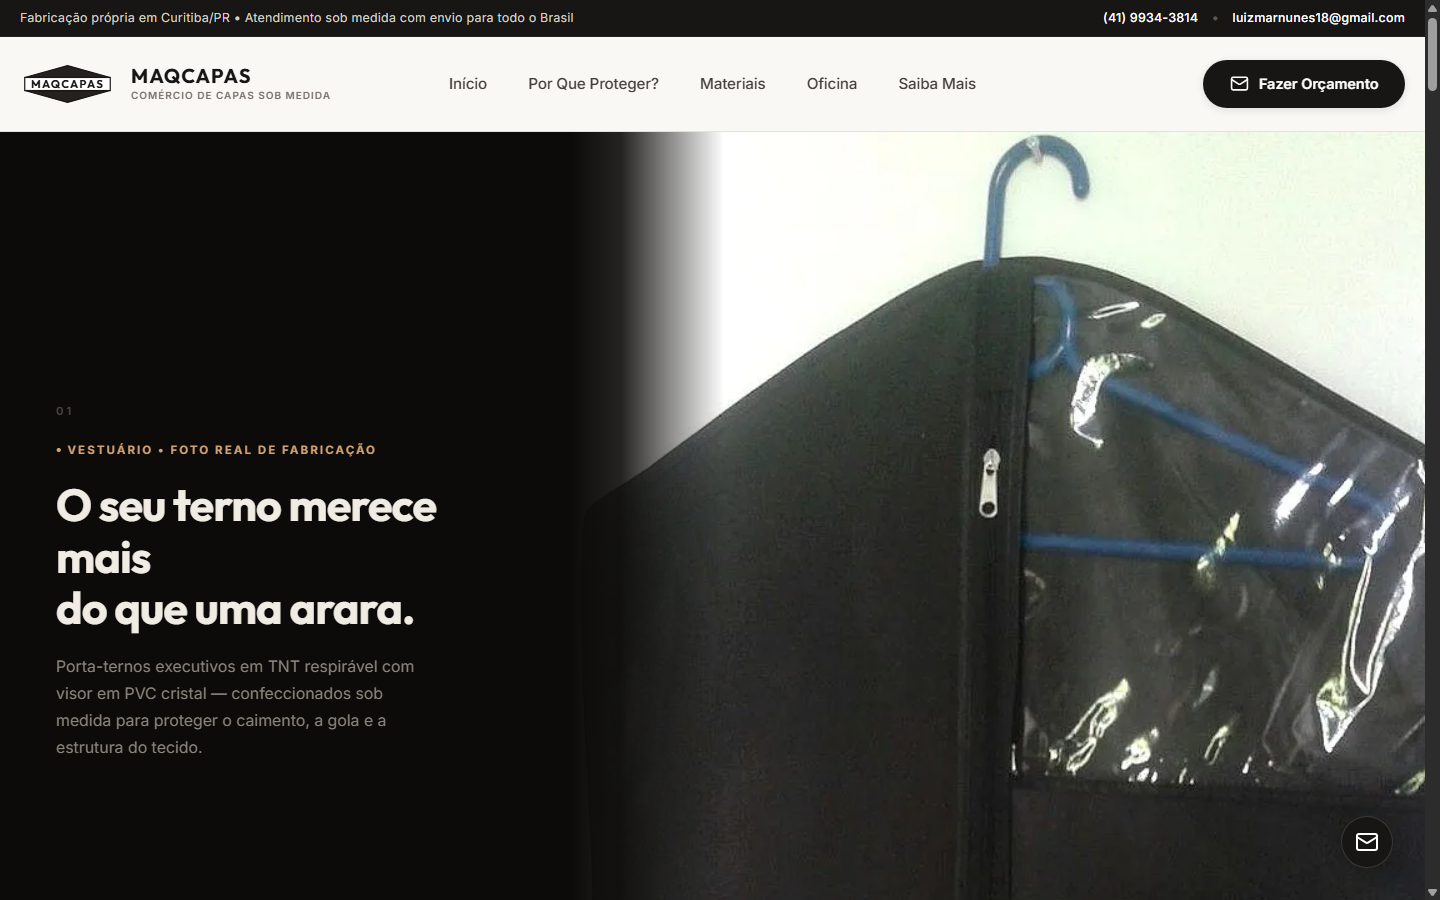 Fabricação própria em Curitiba/PR • Atendimento sob medida com envio para todo o Brasil
(41) 9934-3814 • luizmarnunes18@gmail.com
MAQCAPAS
MAQCAPAS
COMÉRCIO DE CAPAS SOB MEDIDA
Início
Por Que Proteger?
Materiais
Oficina
Saiba Mais
Fazer Orçamento
01
• VESTUÁRIO • FOTO REAL DE FABRICAÇÃO
O seu terno merece
mais
do que uma arara.
Porta-ternos executivos em TNT respirável com
visor em PVC cristal — confeccionados sob
medida para proteger o caimento, a gola e a
estrutura do tecido.